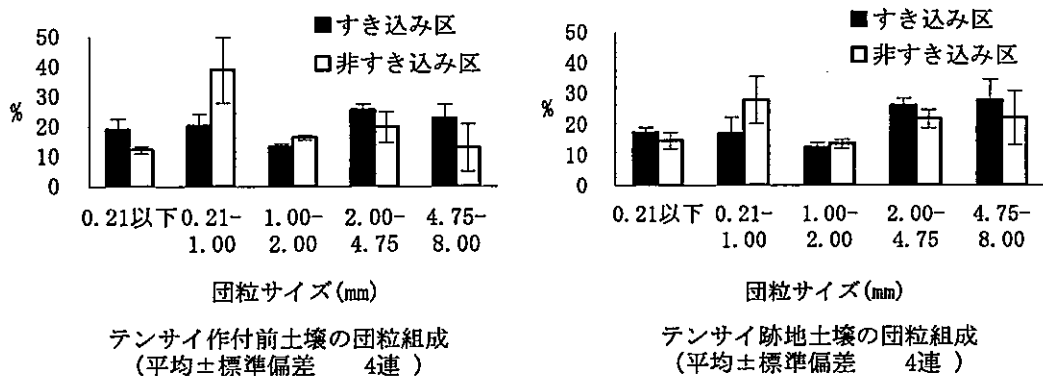 ■すき込み区
□非すき込み区
50
40
30
20
10
0
%
0.21以下
0.21-
1.00
1.00-
2.00
2.00-
4.75
4.75-
8.00
団粒サイズ(mm)
テンサイ作付前土壌の団粒組成
(平均±標準偏差 4連 )
■すき込み区
□非すき込み区
50
40
30
20
10
0
%
0.21以下
0.21-
1.00
1.00-
2.00
2.00-
4.75
4.75-
8.00
団粒サイズ(mm)
テンサイ跡地土壌の団粒組成
(平均±標準偏差 4連 )